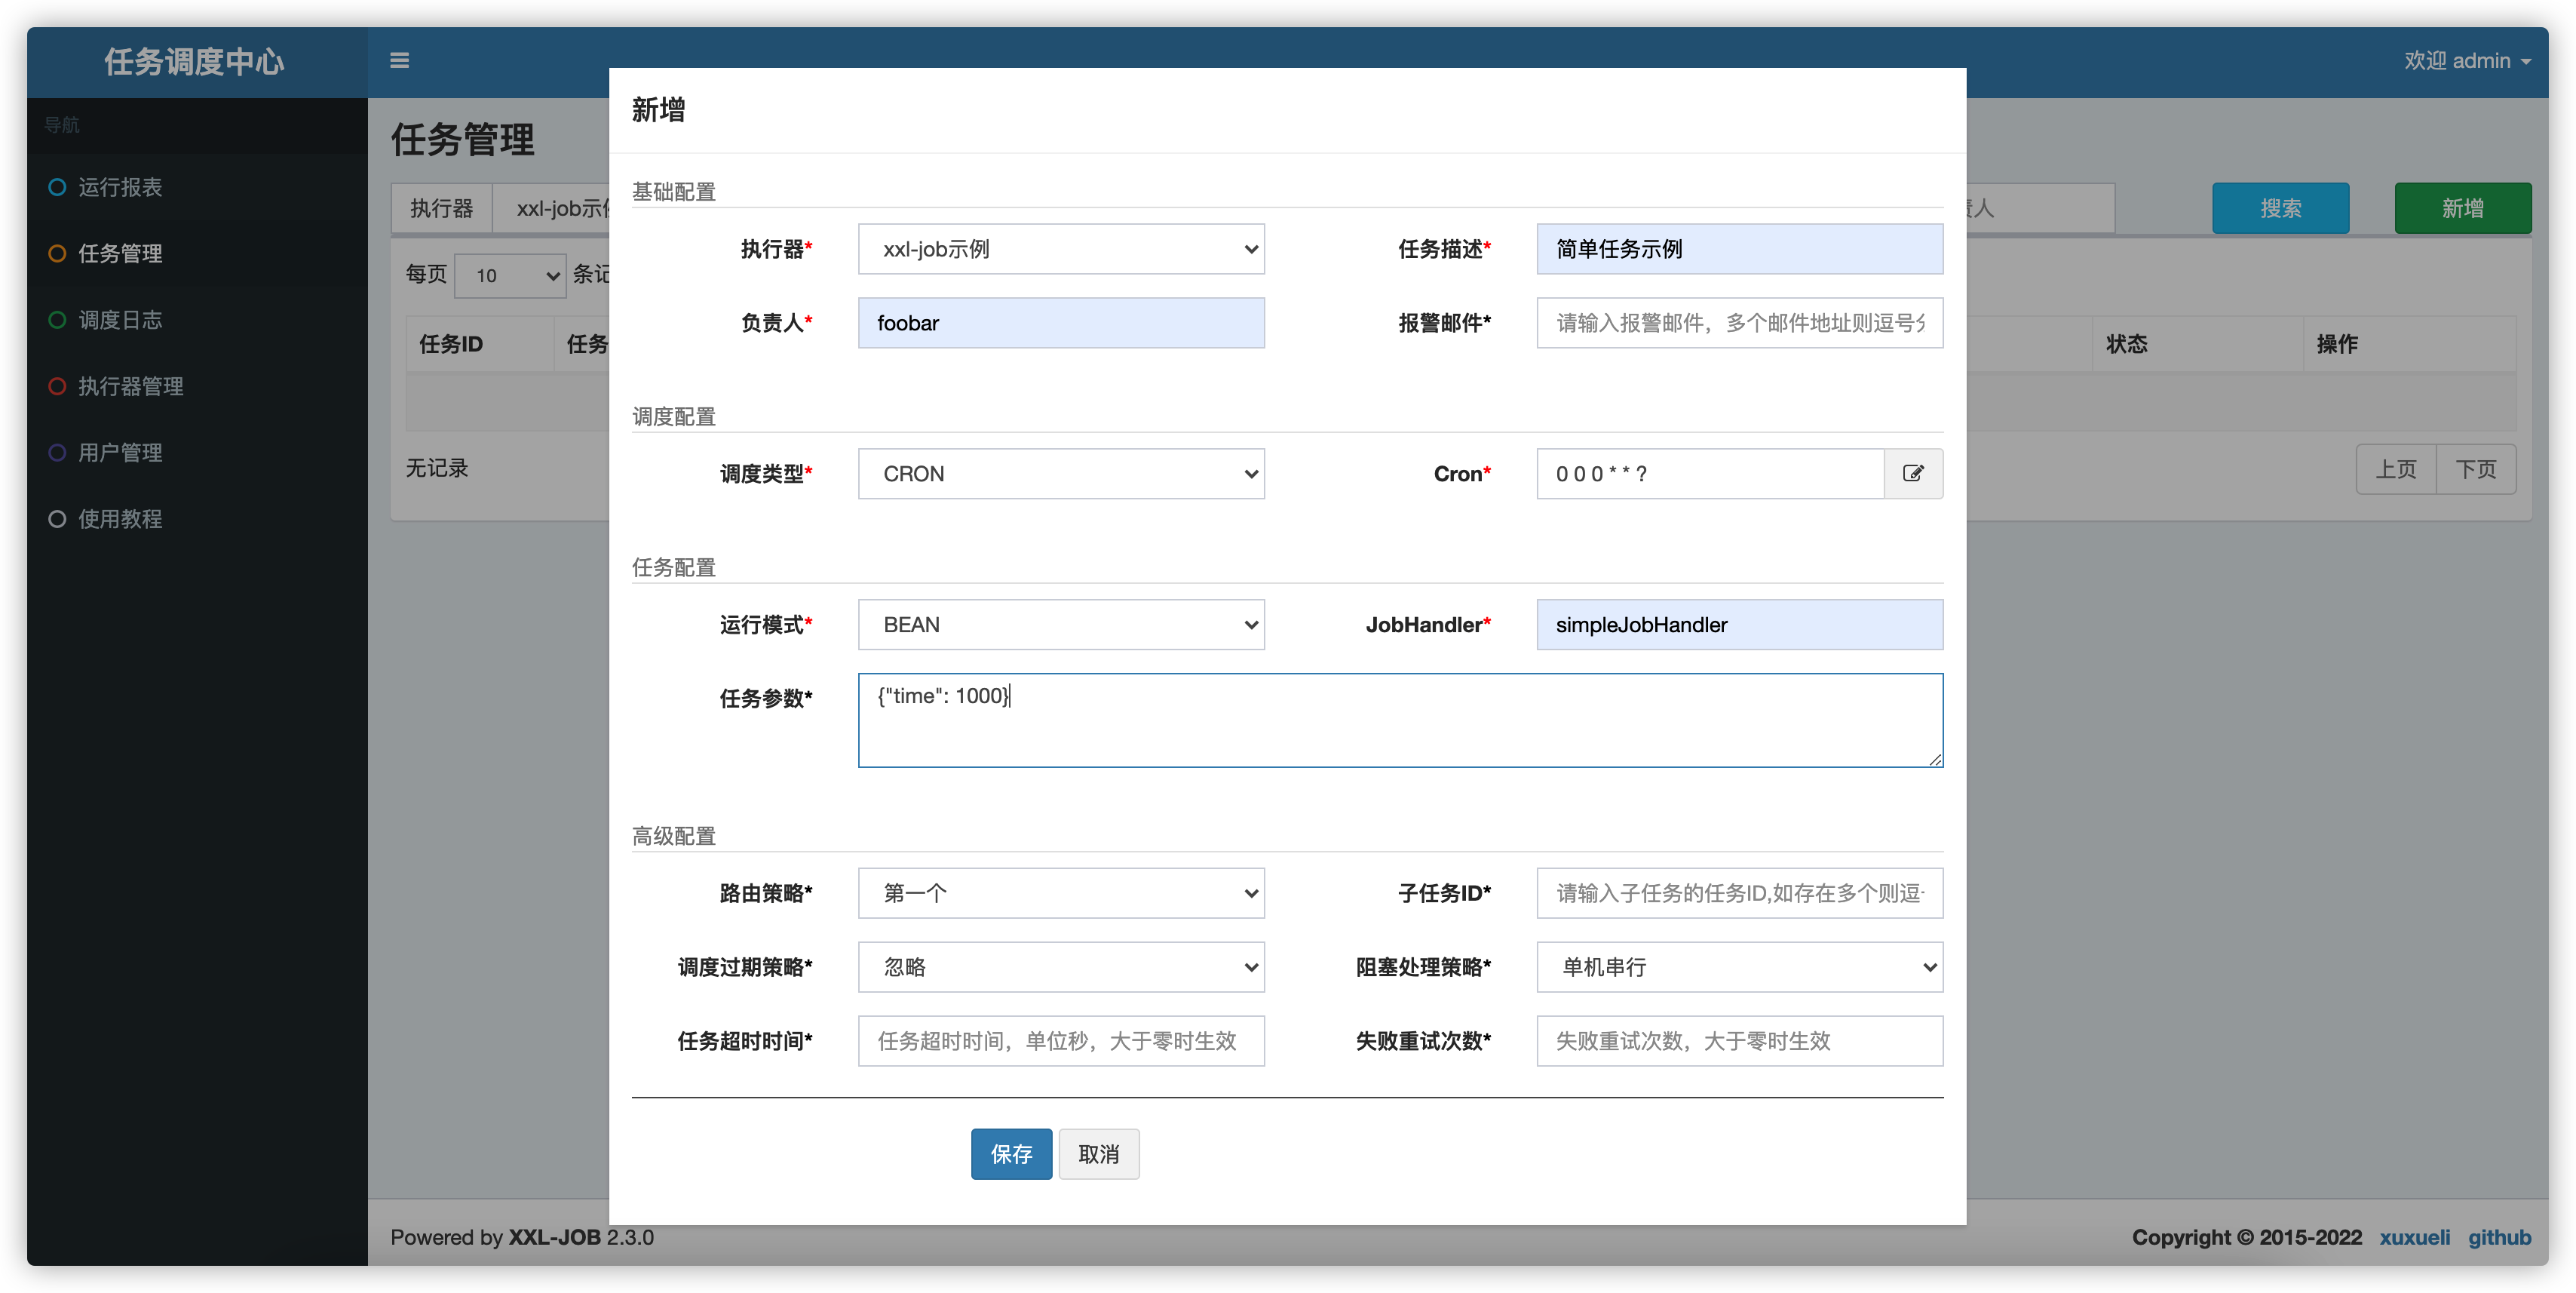 任务调度中心
欢迎 admin
导航
运行报表
任务管理
调度日志
执行器管理
用户管理
使用教程
任务管理
执行器 xxl-job示
责人 搜索 新增
每页 10 条记
任务ID 任务 状态 操作
无记录 上页 下页
新增
基础配置
执行器* xxl-job示例 任务描述* 简单任务示例
负责人* foobar 报警邮件* 请输入报警邮件，多个邮件地址则逗号分
调度配置
调度类型* CRON Cron* 0 0 0 * * ?
任务配置
运行模式* BEAN JobHandler* simpleJobHandler
任务参数* {"time": 1000}
高级配置
路由策略* 第一个 子任务ID* 请输入子任务的任务ID,如存在多个则逗
调度过期策略* 忽略 阻塞处理策略* 单机串行
任务超时时间* 任务超时时间，单位秒，大于零时生效 失败重试次数* 失败重试次数，大于零时生效
保存 取消
Powered by XXL-JOB 2.3.0 Copyright © 2015-2022 xuxueli github